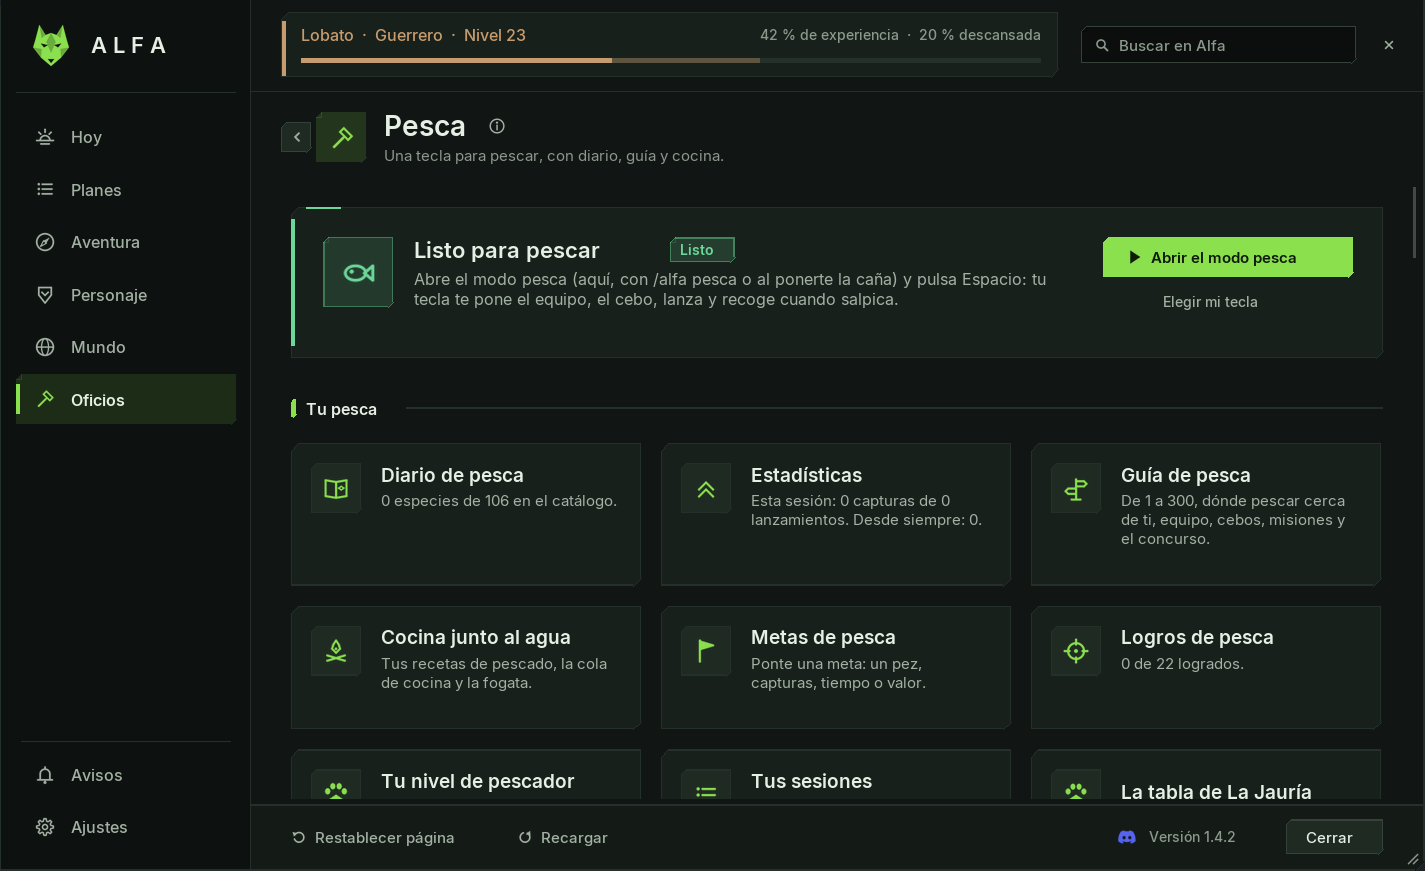 ALFA
Lobato · Guerrero · Nivel 23
42 % de experiencia · 20 % descansada
Buscar en Alfa
Hoy
Planes
Aventura
Personaje
Mundo
Oficios
Avisos
Ajustes
Pesca
Una tecla para pescar, con diario, guía y cocina.
Listo para pescar
Listo
Abre el modo pesca (aquí, con /alfa pesca o al ponerte la caña) y pulsa Espacio: tu
tecla te pone el equipo, el cebo, lanza y recoge cuando salpica.
Abrir el modo pesca
Elegir mi tecla
Tu pesca
Diario de pesca
0 especies de 106 en el catálogo.
Estadísticas
Esta sesión: 0 capturas de 0
lanzamientos. Desde siempre: 0.
Guía de pesca
De 1 a 300, dónde pescar cerca
de ti, equipo, cebos, misiones y
el concurso.
Cocina junto al agua
Tus recetas de pescado, la cola
de cocina y la fogata.
Metas de pesca
Ponte una meta: un pez,
capturas, tiempo o valor.
Logros de pesca
0 de 22 logrados.
Tu nivel de pescador
Tus sesiones
La tabla de La Jauría
Restablecer página
Recargar
Versión 1.4.2
Cerrar